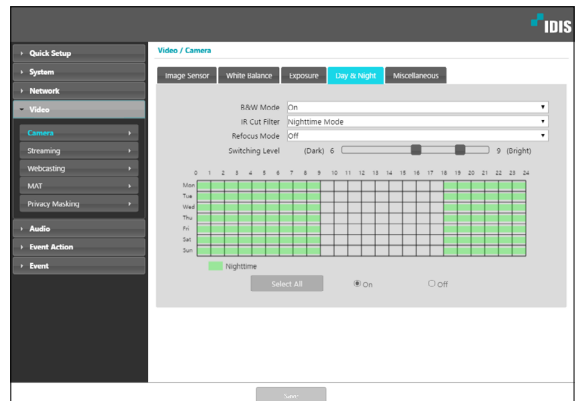 IDIS
Quick Setup
System
Network
Video
Camera
Streaming
Webcasting
MAT
Privacy Masking
Audio
Event Action
Event
Video / Camera
Image Sensor White Balance Exposure Day & Night Miscellaneous
B&W Mode On
IR Cut Filter Nighttime Mode
Refocus Mode Off
Switching Level (Dark) 6 9 (Bright)
0 1 2 3 4 5 6 7 8 9 10 11 12 13 14 15 16 17 18 19 20 21 22 23 24
Mon
Tue
Wed
Thu
Fri
Sat
Sun
Nighttime
Select All On Off
Save